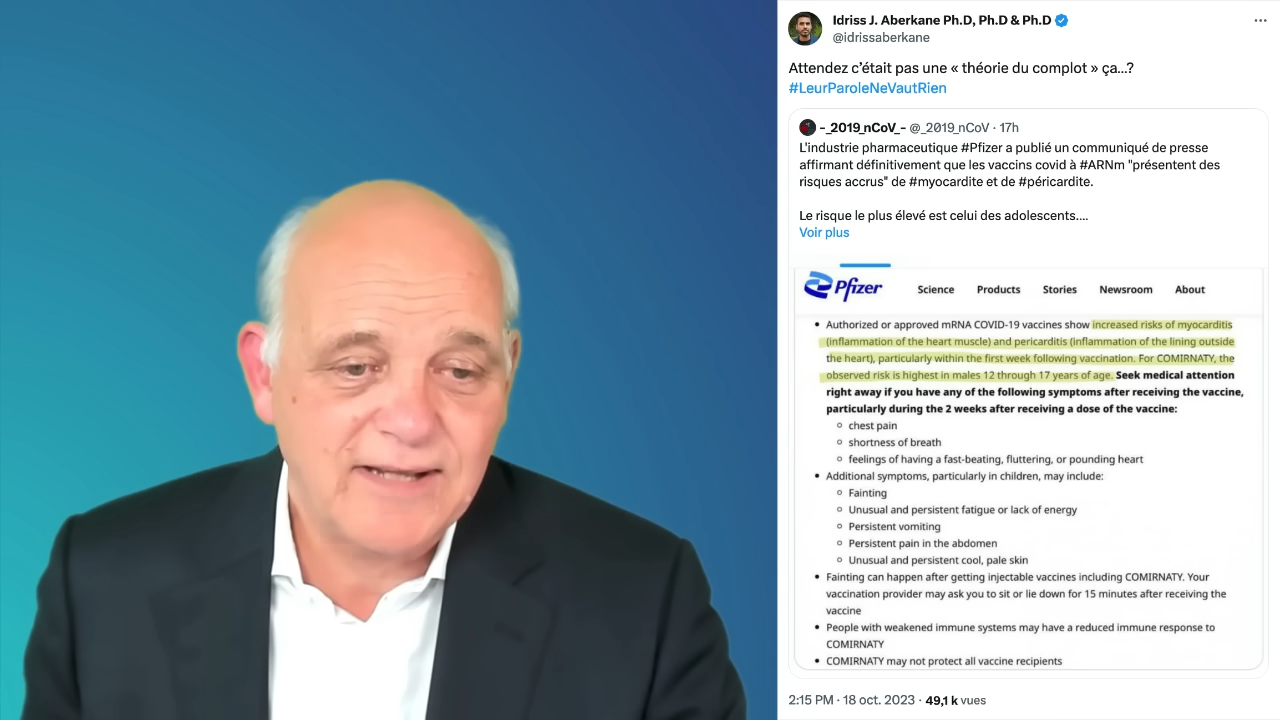 Idriss J. Aberkane Ph.D, Ph.D & Ph.D
@idrissaberkane
Attendez c'était pas une « théorie du complot » ça...?
#LeurParoleNeVautRien
-_2019_nCoV_- @_2019_nCoV · 17h
L'industrie pharmaceutique #Pfizer a publié un communiqué de presse
affirmant définitivement que les vaccins covid à #ARNm "présentent des
risques accrus" de #myocardite et de #péricardite.
Le risque le plus élevé est celui des adolescents....
Voir plus
Pfizer Science Products Stories Newsroom About
• Authorized or approved mRNA COVID-19 vaccines show increased risks of myocarditis
(inflammation of the heart muscle) and pericarditis (inflammation of the lining outside
the heart), particularly within the first week following vaccination. For COMIRNATY, the
observed risk is highest in males 12 through 17 years of age. Seek medical attention
right away if you have any of the following symptoms after receiving the vaccine,
particularly during the 2 weeks after receiving a dose of the vaccine:
chest pain
shortness of breath
feelings of having a fast-beating, fluttering, or pounding heart
• Additional symptoms, particularly in children, may include:
Fainting
Unusual and persistent fatigue or lack of energy
Persistent vomiting
Persistent pain in the abdomen
Unusual and persistent cool, pale skin
• Fainting can happen after getting injectable vaccines including COMIRNATY. Your
vaccination provider may ask you to sit or lie down for 15 minutes after receiving the
vaccine
• People with weakened immune systems may have a reduced immune response to
COMIRNATY
• COMIRNATY may not protect all vaccine recipients
2:15 PM · 18 oct. 2023 · 49,1 k vues